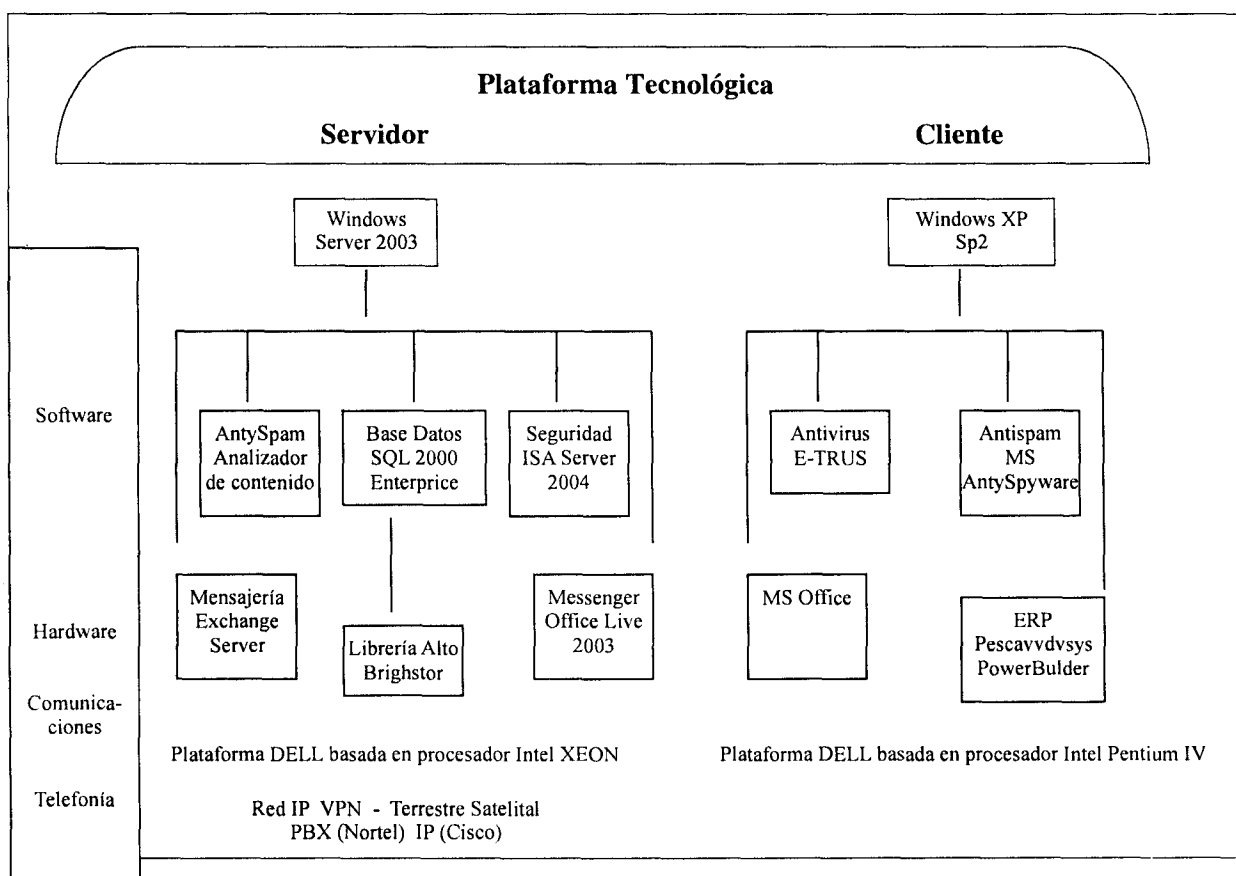 Plataforma Tecnológica
Servidor
Cliente
Windows
Server 2003
Windows XP
Sp2
Software
AntySpam
Analizador
de contenido
Base Datos
SQL 2000
Enterprice
Seguridad
ISA Server
2004
Antivirus
E-TRUS
Antispam
MS
AntySpyware
Hardware
Mensajería
Exchange
Server
Librería Alto
Brighstor
Messenger
Office Live
2003
MS Office
ERP
Pescavvdvsys
PowerBulder
Comunica-
ciones
Plataforma DELL basada en procesador Intel XEON
Plataforma DELL basada en procesador Intel Pentium IV
Telefonía
Red IP VPN - Terrestre Satelital
PBX (Nortel) IP (Cisco)